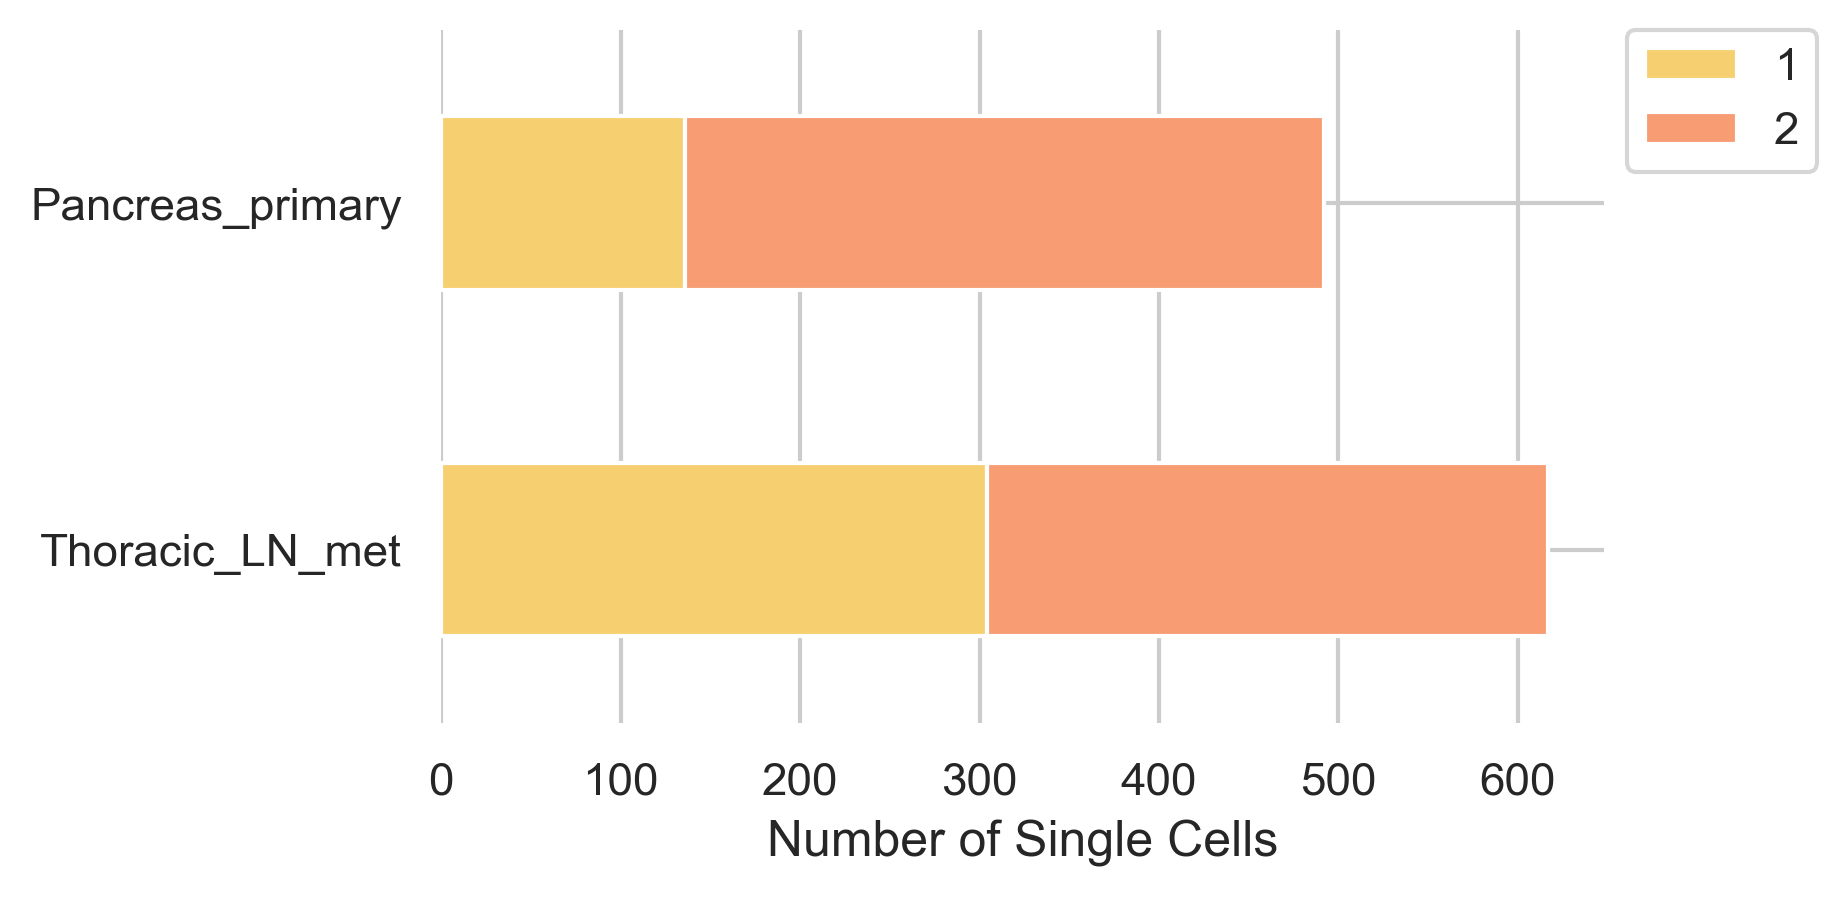 1
2
Pancreas_primary
Thoracic_LN_met
0 100 200 300 400 500 600
Number of Single Cells